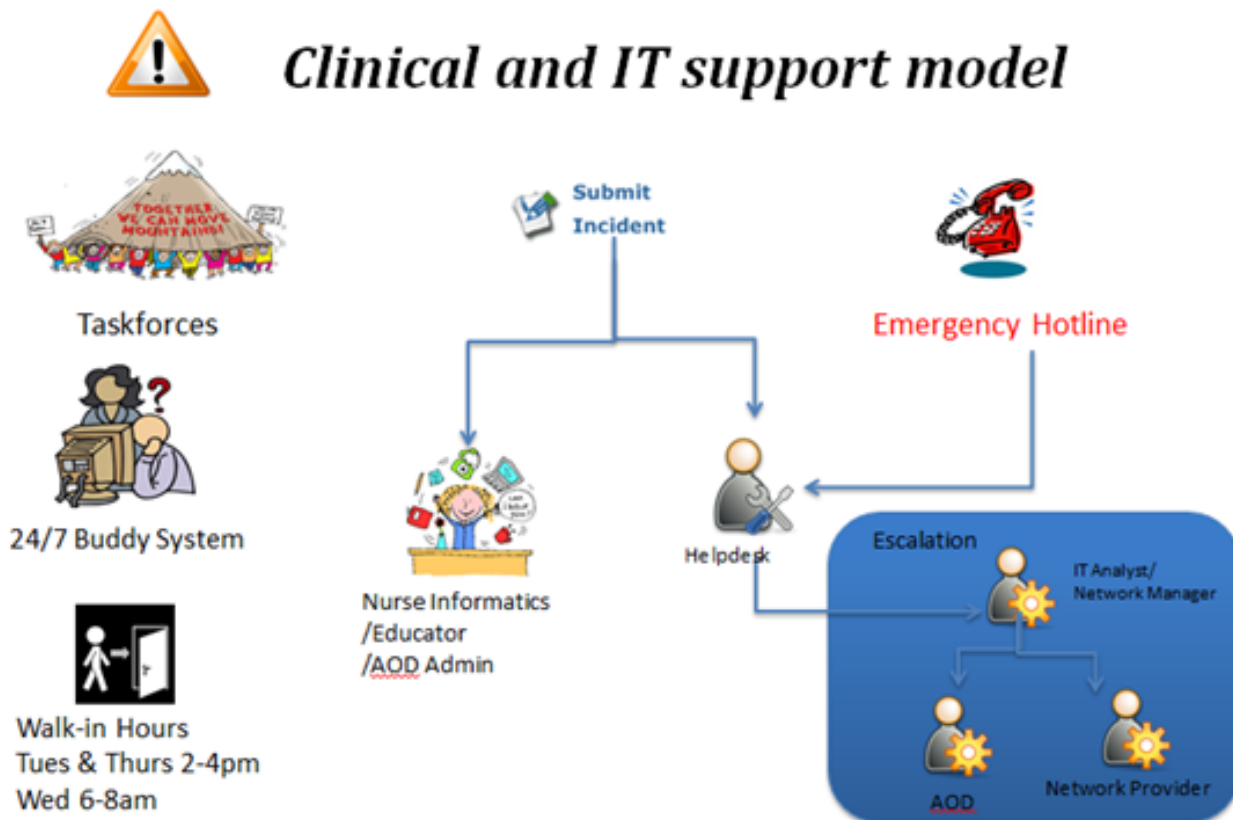 Clinical and IT support model
TOGETHER
WE CAN MOVE
MOUNTAINS!
Taskforces
24/7 Buddy System
Walk-in Hours
Tues & Thurs 2-4pm
Wed 6-8am
Submit
Incident
Nurse Informatics
/Educator
/AOD Admin
Emergency Hotline
Helpdesk
Escalation
IT Analyst/
Network Manager
AOD
Network Provider